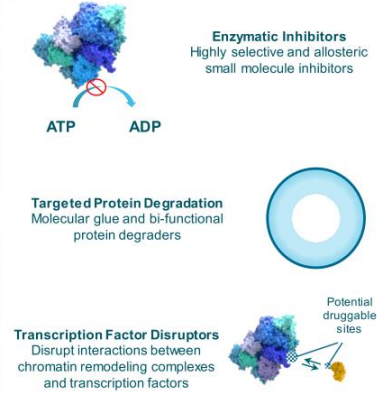 Enzymatic Inhibitors
Highly selective and allosteric
small molecule inhibitors
ATP
ADP
Targeted Protein Degradation
Molecular glue and bi-functional
protein degraders
Potential
druggable
sites
Transcription Factor Disruptors
Disrupt interactions between
chromatin remodeling complexes
and transcription factors